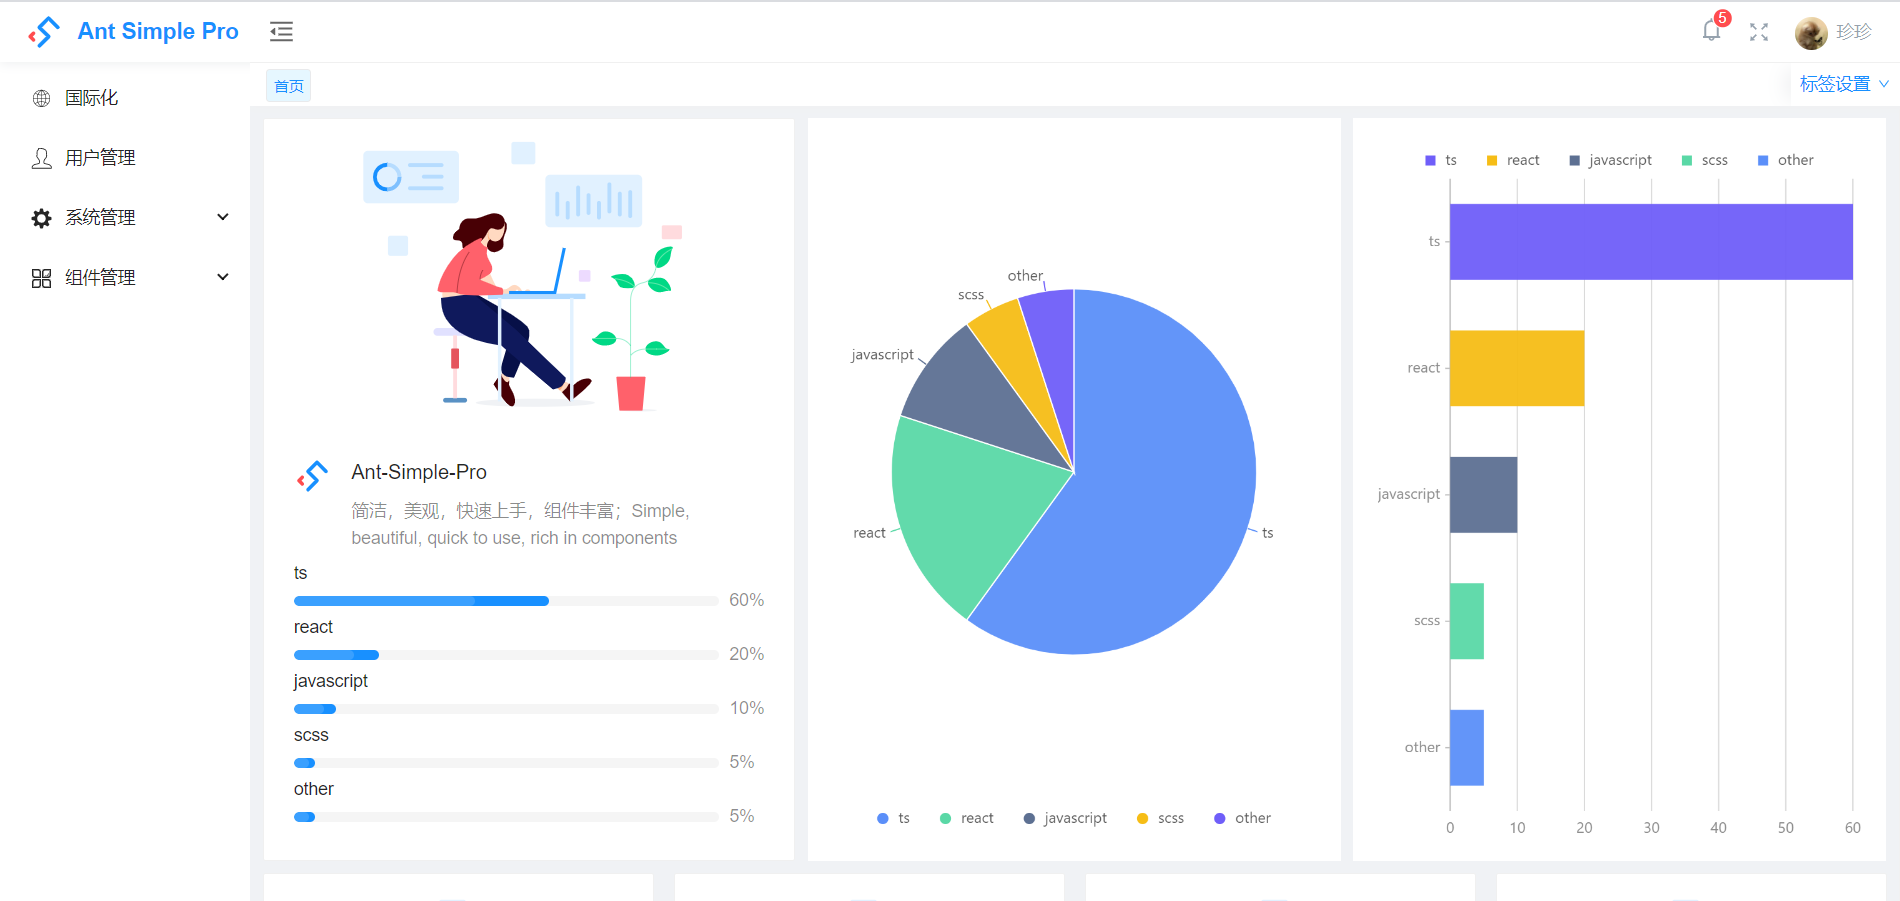 Ant Simple Pro
5
珍珍
国际化
用户管理
系统管理
组件管理
首页
标签设置
Ant-Simple-Pro
简洁，美观，快速上手，组件丰富；Simple,
beautiful, quick to use, rich in components
ts
60%
react
20%
javascript
10%
scss
5%
other
5%
other
scss
javascript
react
ts
ts react javascript scss other
ts react javascript scss other
ts
react
javascript
scss
other
0 10 20 30 40 50 60